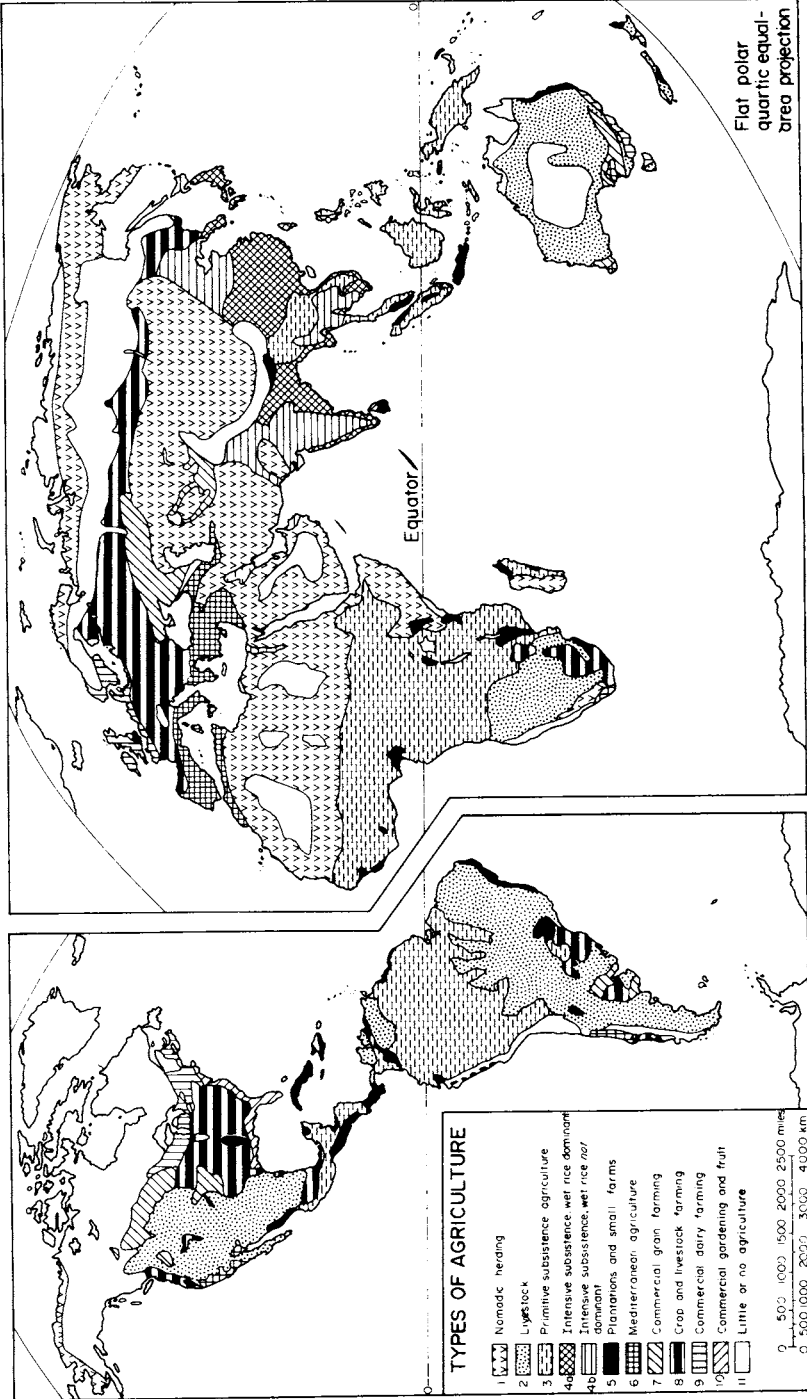 TYPES OF AGRICULTURE
1 Nomadic herding
2 Livestock
3 Primitive subsistence agriculture
4a Intensive subsistence, wet rice dominant
4b Intensive subsistence, wet rice not
dominant
5 Plantations and small farms
6 Mediterranean agriculture
7 Commercial grain farming
8 Crop and livestock farming
9 Commercial dairy farming
10 Commercial gardening and fruit
11 Little or no agriculture
0 500 1000 1500 2000 2500 miles
0 500 1000 2000 3000 4000 km
0
Equator
0
Flat polar
quartic equal-
area projection